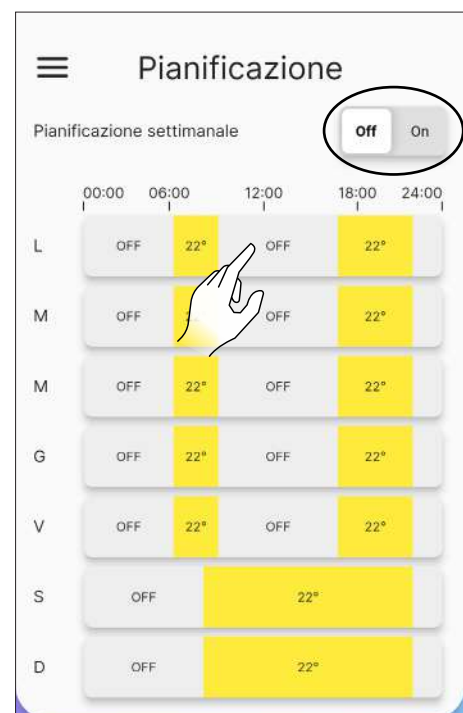 Pianificazione
Pianificazione settimanale Off On
00:00 06:00 12:00 18:00 24:00
L OFF 22° OFF 22°
M OFF OFF 22°
M OFF 22° OFF 22°
G OFF 22° OFF 22°
V OFF 22° OFF 22°
S OFF 22°
D OFF 22°